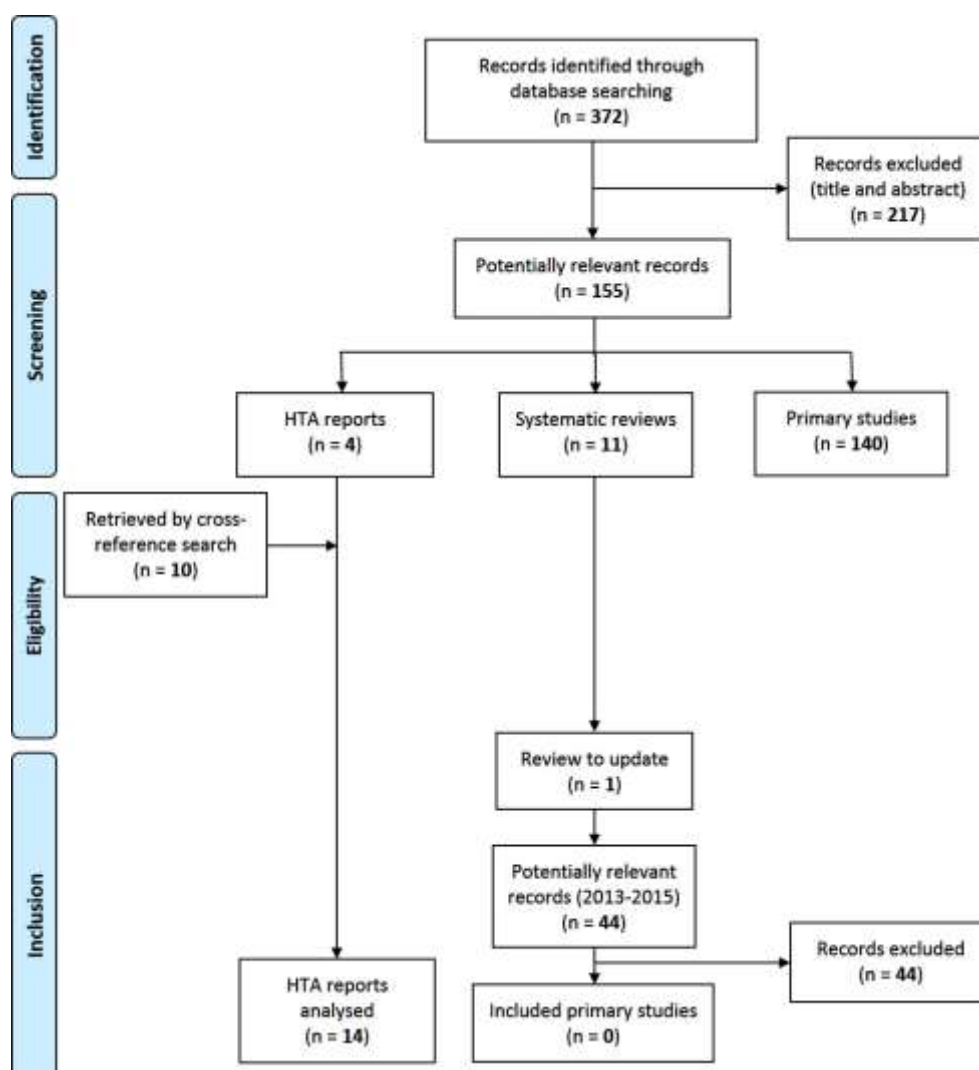 Identification
Records identified through
database searching
(n = 372)
Records excluded
(title and abstract)
(n = 217)
Screening
Potentially relevant records
(n = 155)
HTA reports
(n = 4)
Systematic reviews
(n = 11)
Primary studies
(n = 140)
Eligibility
Retrieved by cross-
reference search
(n = 10)
Inclusion
Review to update
(n = 1)
Potentially relevant
records (2013-2015)
(n = 44)
Records excluded
(n = 44)
HTA reports
analysed
(n = 14)
Included primary studies
(n = 0)